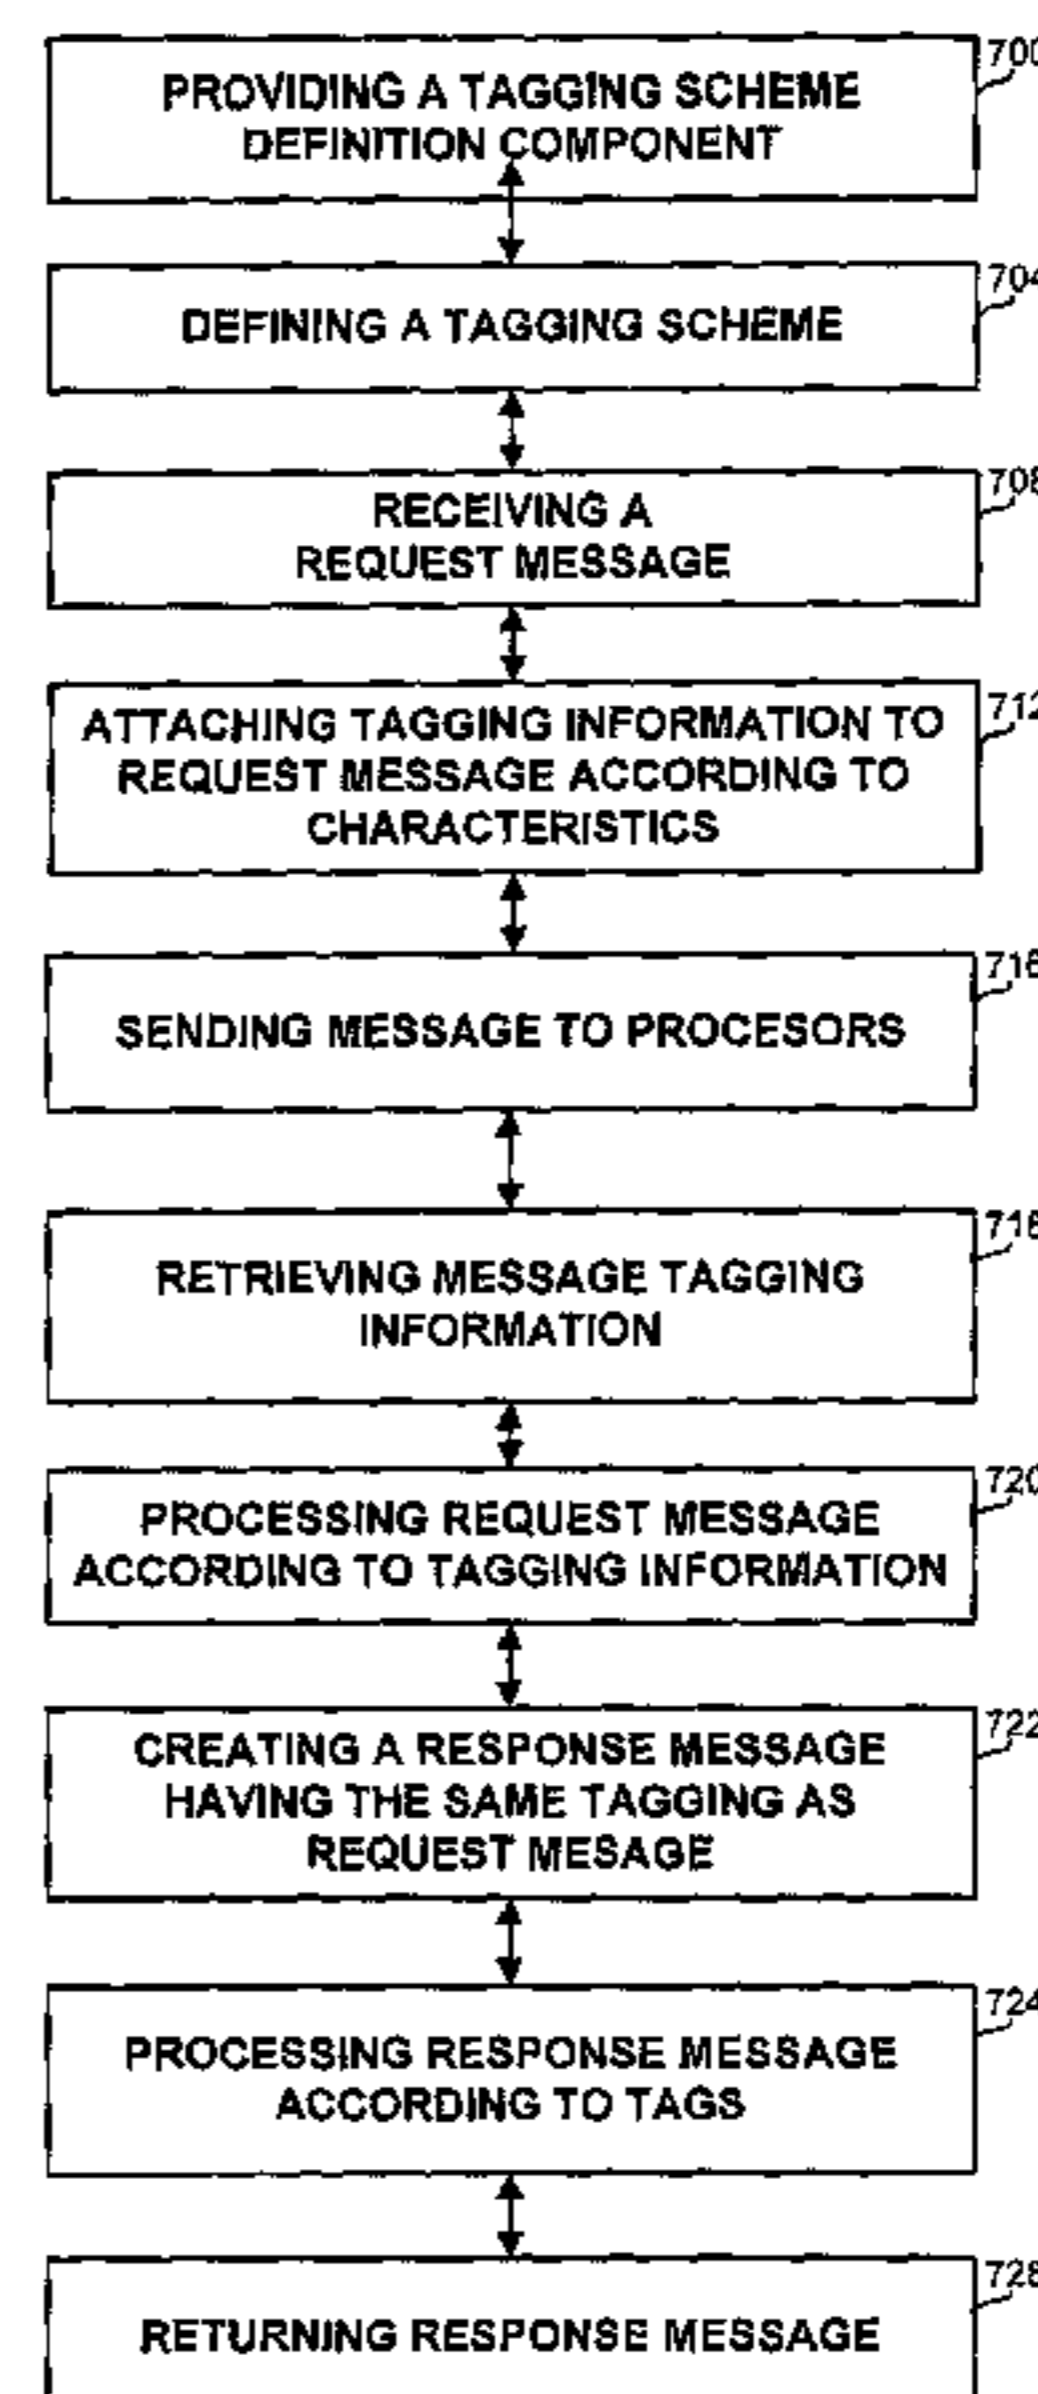 700
PROVIDING A TAGGING SCHEME
DEFINITION COMPONENT
704
DEFINING A TAGGING SCHEME
708
RECEIVING A
REQUEST MESSAGE
712
ATTACHING TAGGING INFORMATION TO
REQUEST MESSAGE ACCORDING TO
CHARACTERISTICS
716
SENDING MESSAGE TO PROCESORS
718
RETRIEVING MESSAGE TAGGING
INFORMATION
720
PROCESSING REQUEST MESSAGE
ACCORDING TO TAGGING INFORMATION
722
CREATING A RESPONSE MESSAGE
HAVING THE SAME TAGGING AS
REQUEST MESAGE
724
PROCESSING RESPONSE MESSAGE
ACCORDING TO TAGS
728
RETURNING RESPONSE MESSAGE